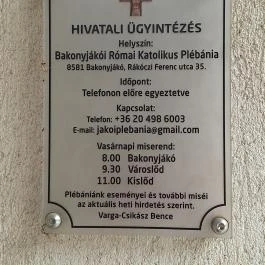 HIVATALI ÜGYINTÉZÉS
Helyszín:
Bakonyjákói Római Katolikus Plébánia
8581 Bakonyjákó, Rákóczi Ferenc utca 35.
Időpont:
Telefonon előre egyeztetve
Kapcsolat:
Telefon: +36 20 498 6003
E-mail: jakoiplebania@gmail.com
Vasárnapi miserend:
8.00 Bakonyjákó
9.30 Városlőd
11.00 Kislőd
Plébániánk eseményei és további miséi
az aktuális heti hirdetés szerint.
Varga-Csikász Bence